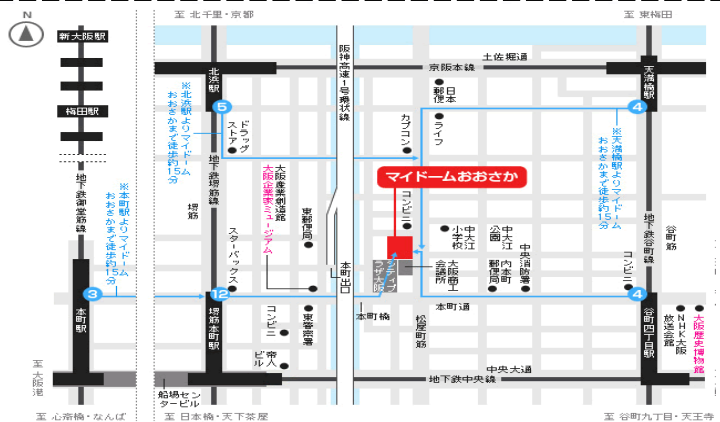 N
至 北千里・京都
至 東梅田
新大阪駅
梅田駅
地下鉄御堂筋線
※本町駅よりマイドーム
おおさかまで徒歩約15分
3
本町駅
至 大阪港
至 心斎橋・なんば
北浜駅
5
※北浜駅よりマイドーム
おおさかまで徒歩約15分
ドラッグ
ストア
地下鉄堺筋線
堺筋
大阪産業創造館
大阪企業家ミュージアム
東郵便局
スターバックス
12
堺筋本町駅
コンビニ
東警察署
帝人
ビル
船場セン
タービル
至 日本橋・天下茶屋
阪神高速1号環状線
本町出口
土佐堀通
京阪本線
日本
郵便
ライフ
カプコン
マイドームおおさか
コンビニ
シティプ
ラザ大阪
大阪商工
会議所
中大江
小学校
中大江
公園
内本町
郵便局
中央消防署
コンビニ
本町橋
松屋町筋
本町通
中央大通
地下鉄中央線
天満橋駅
4
※天満橋駅よりマイドーム
おおさかまで徒歩約15分
地下鉄谷町線
谷町筋
4
谷町四丁目駅
NHK大阪
放送会館
大阪歴史博物館
至 谷町九丁目・天王寺